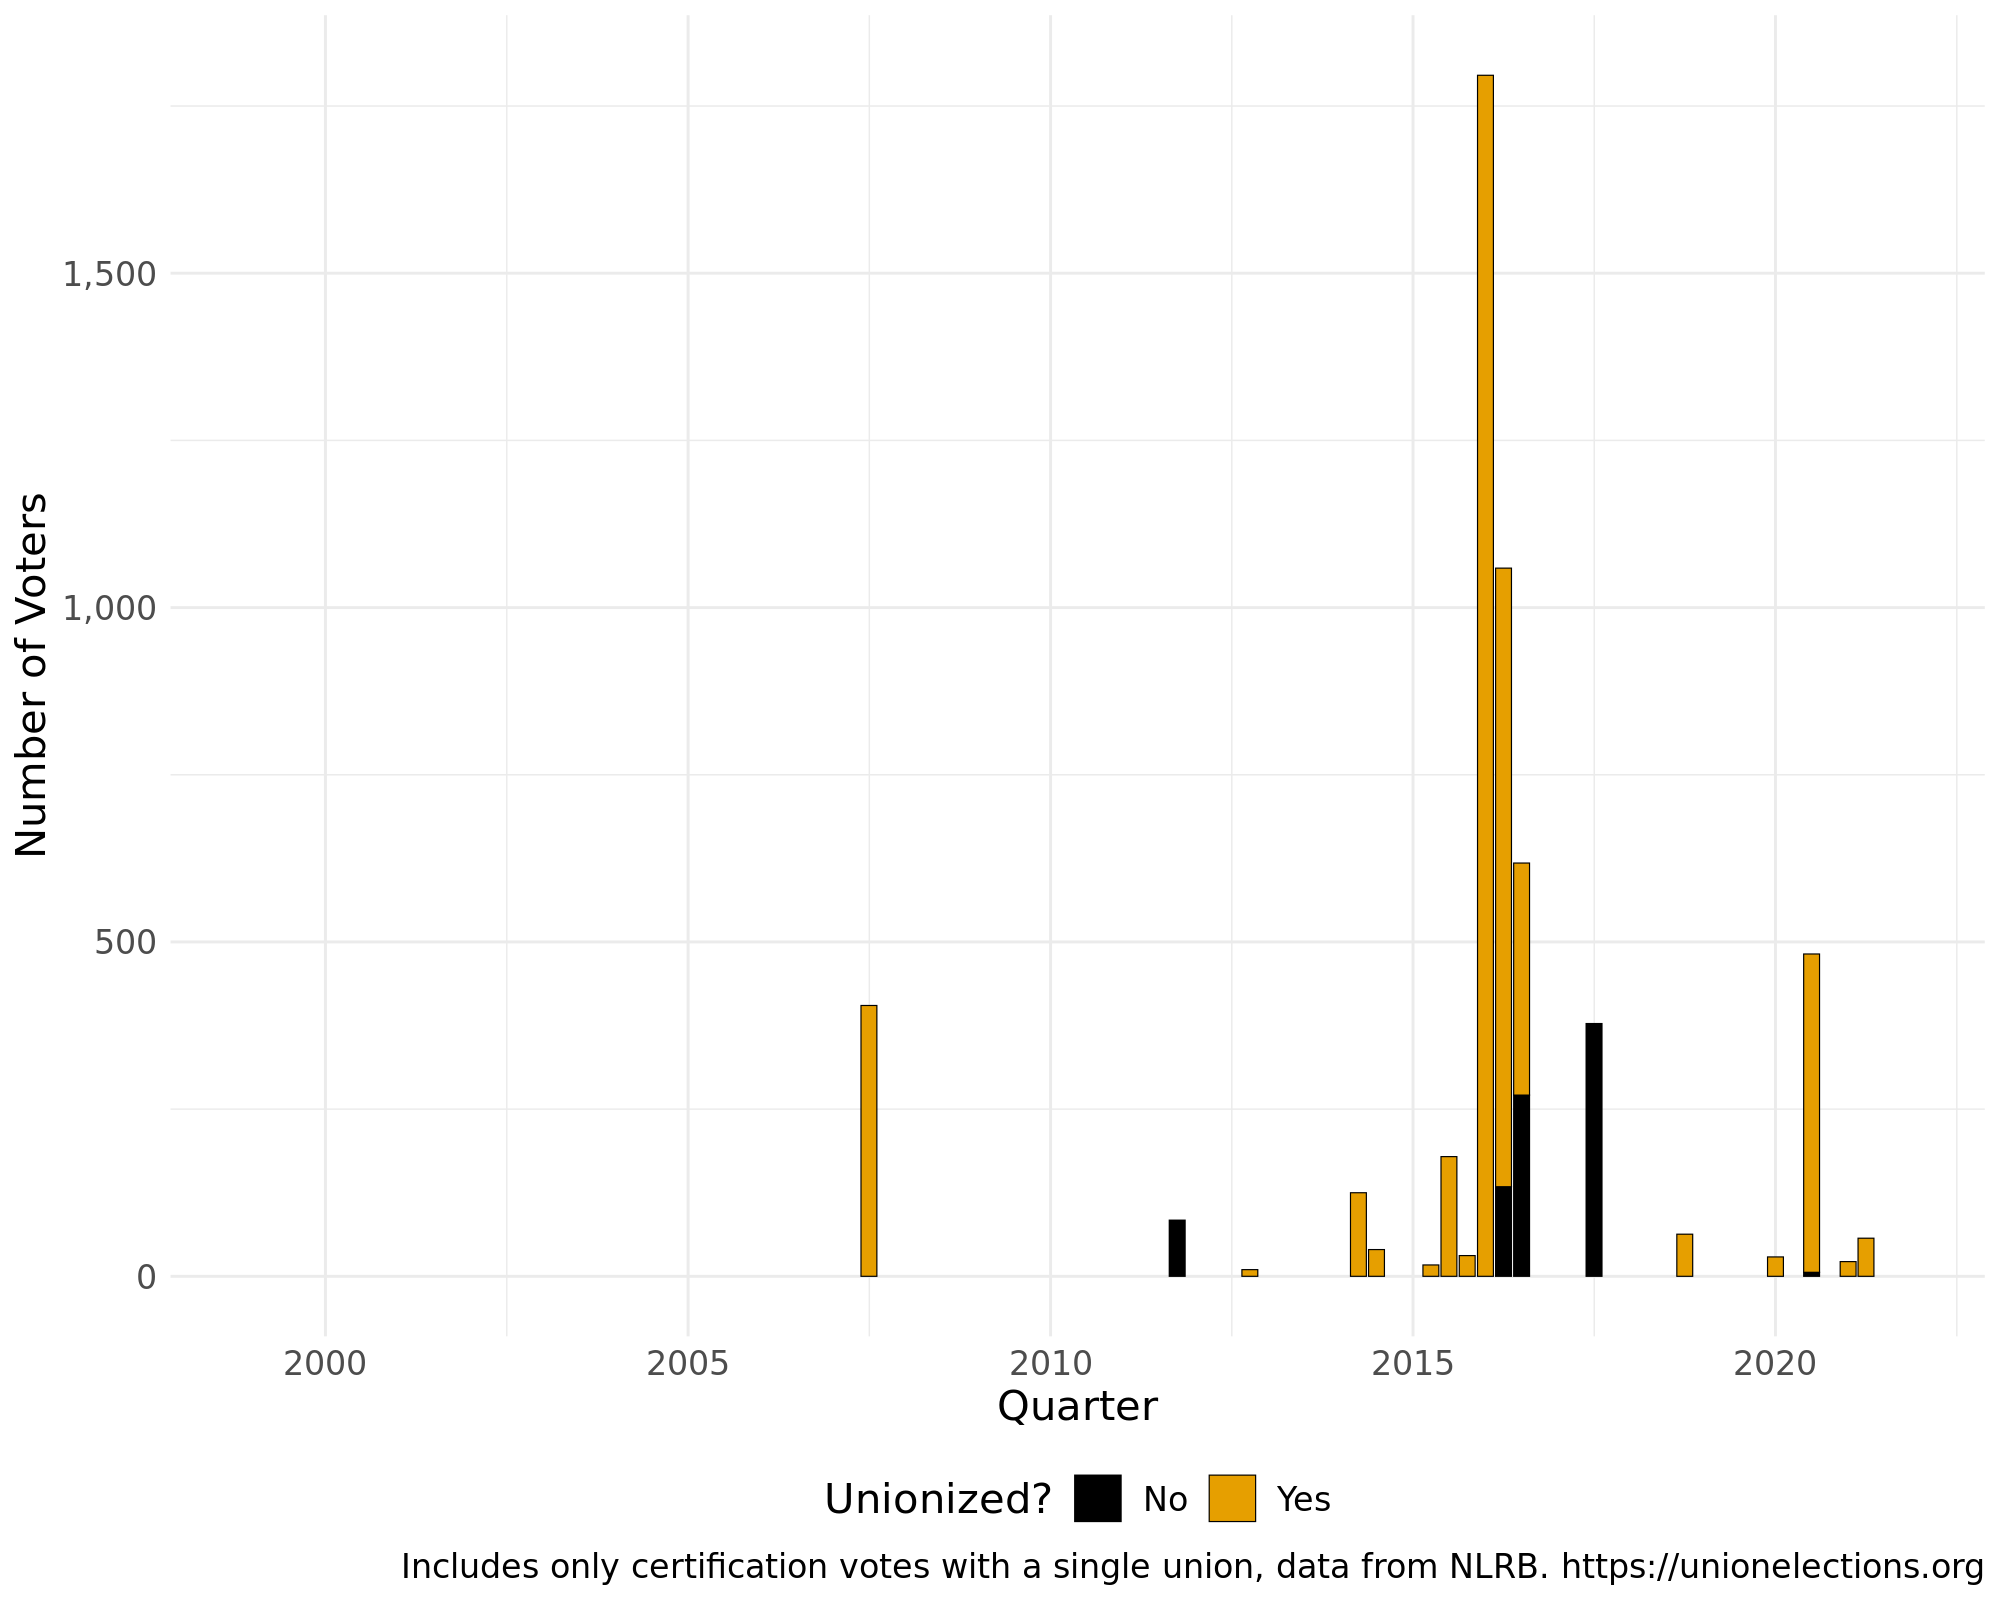 Number of Voters
1,500
1,000
500
0
2000 2005 2010 2015 2020
Quarter
Unionized? No Yes
Includes only certification votes with a single union, data from NLRB. https://unionelections.org